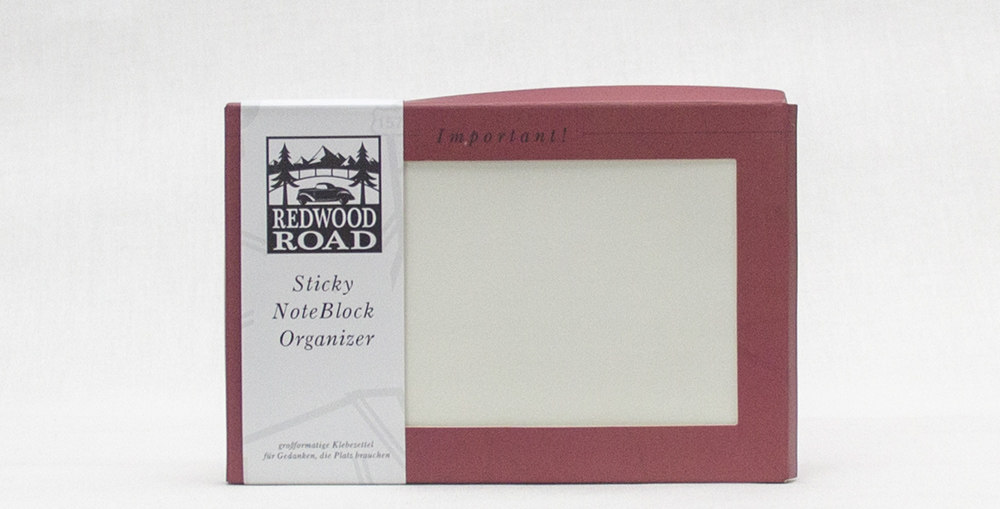 Important!
REDWOOD
ROAD
Sticky
NoteBlock
Organizer
großformatige Klebezettel
für Gedanken, die Platz brauchen